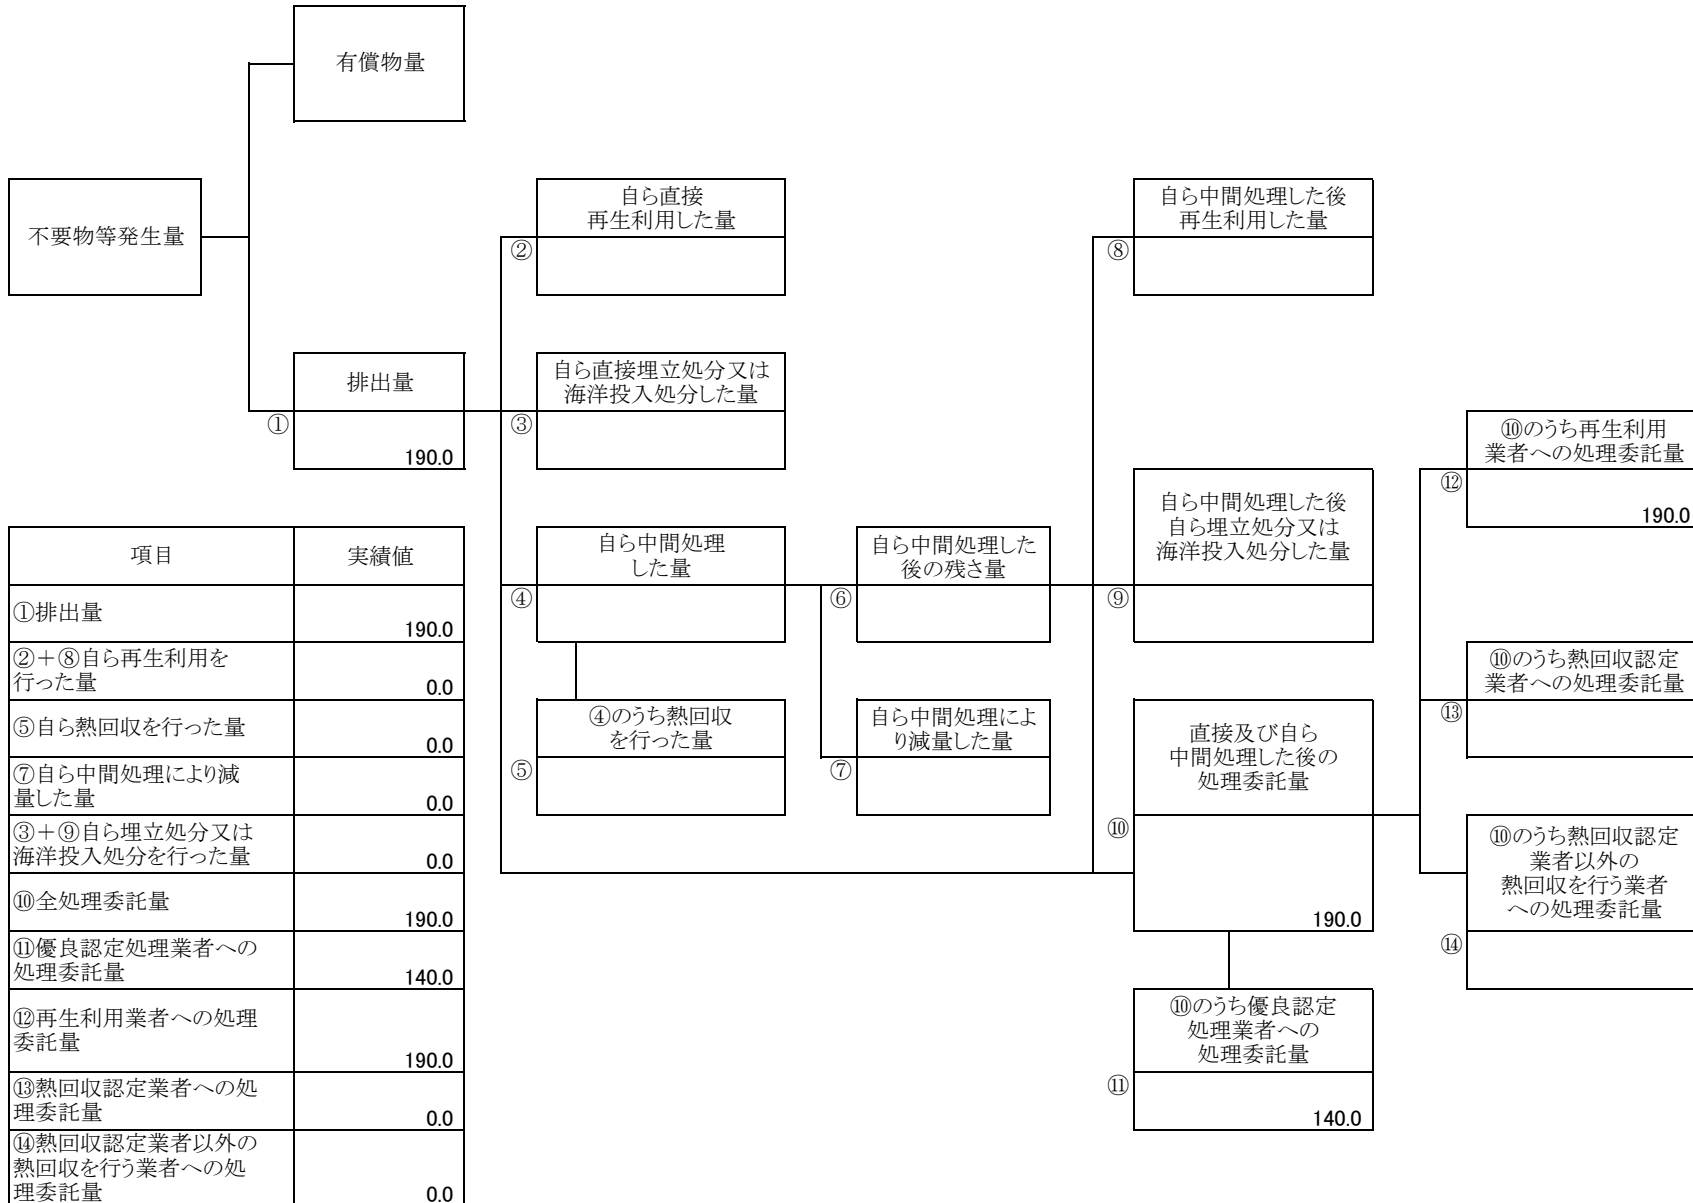 有償物量
不要物等発生量
自ら直接
再生利用した量
②
自ら中間処理した後
再生利用した量
⑧
排出量
①
190.0
自ら直接埋立処分又は
海洋投入処分した量
③
⑩のうち再生利用
業者への処理委託量
⑫
190.0
自ら中間処理
した量
④
自ら中間処理した
後の残さ量
⑥
自ら中間処理した後
自ら埋立処分又は
海洋投入処分した量
⑨
④のうち熱回収
を行った量
⑤
自ら中間処理によ
り減量した量
⑦
直接及び自ら
中間処理した後の
処理委託量
⑩
190.0
⑩のうち熱回収認定
業者への処理委託量
⑬
⑩のうち熱回収認定
業者以外の
熱回収を行う業者
への処理委託量
⑭
⑩のうち優良認定
処理業者への
処理委託量
⑪
140.0
項目 実績値
①排出量 190.0
②+⑧自ら再生利用を
行った量 0.0
⑤自ら熱回収を行った量 0.0
⑦自ら中間処理により減
量した量 0.0
③+⑨自ら埋立処分又は
海洋投入処分を行った量 0.0
⑩全処理委託量 190.0
⑪優良認定処理業者への
処理委託量 140.0
⑫再生利用業者への処理
委託量 190.0
⑬熱回収認定業者への処
理委託量 0.0
⑭熱回収認定業者以外の
熱回収を行う業者への処
理委託量 0.0